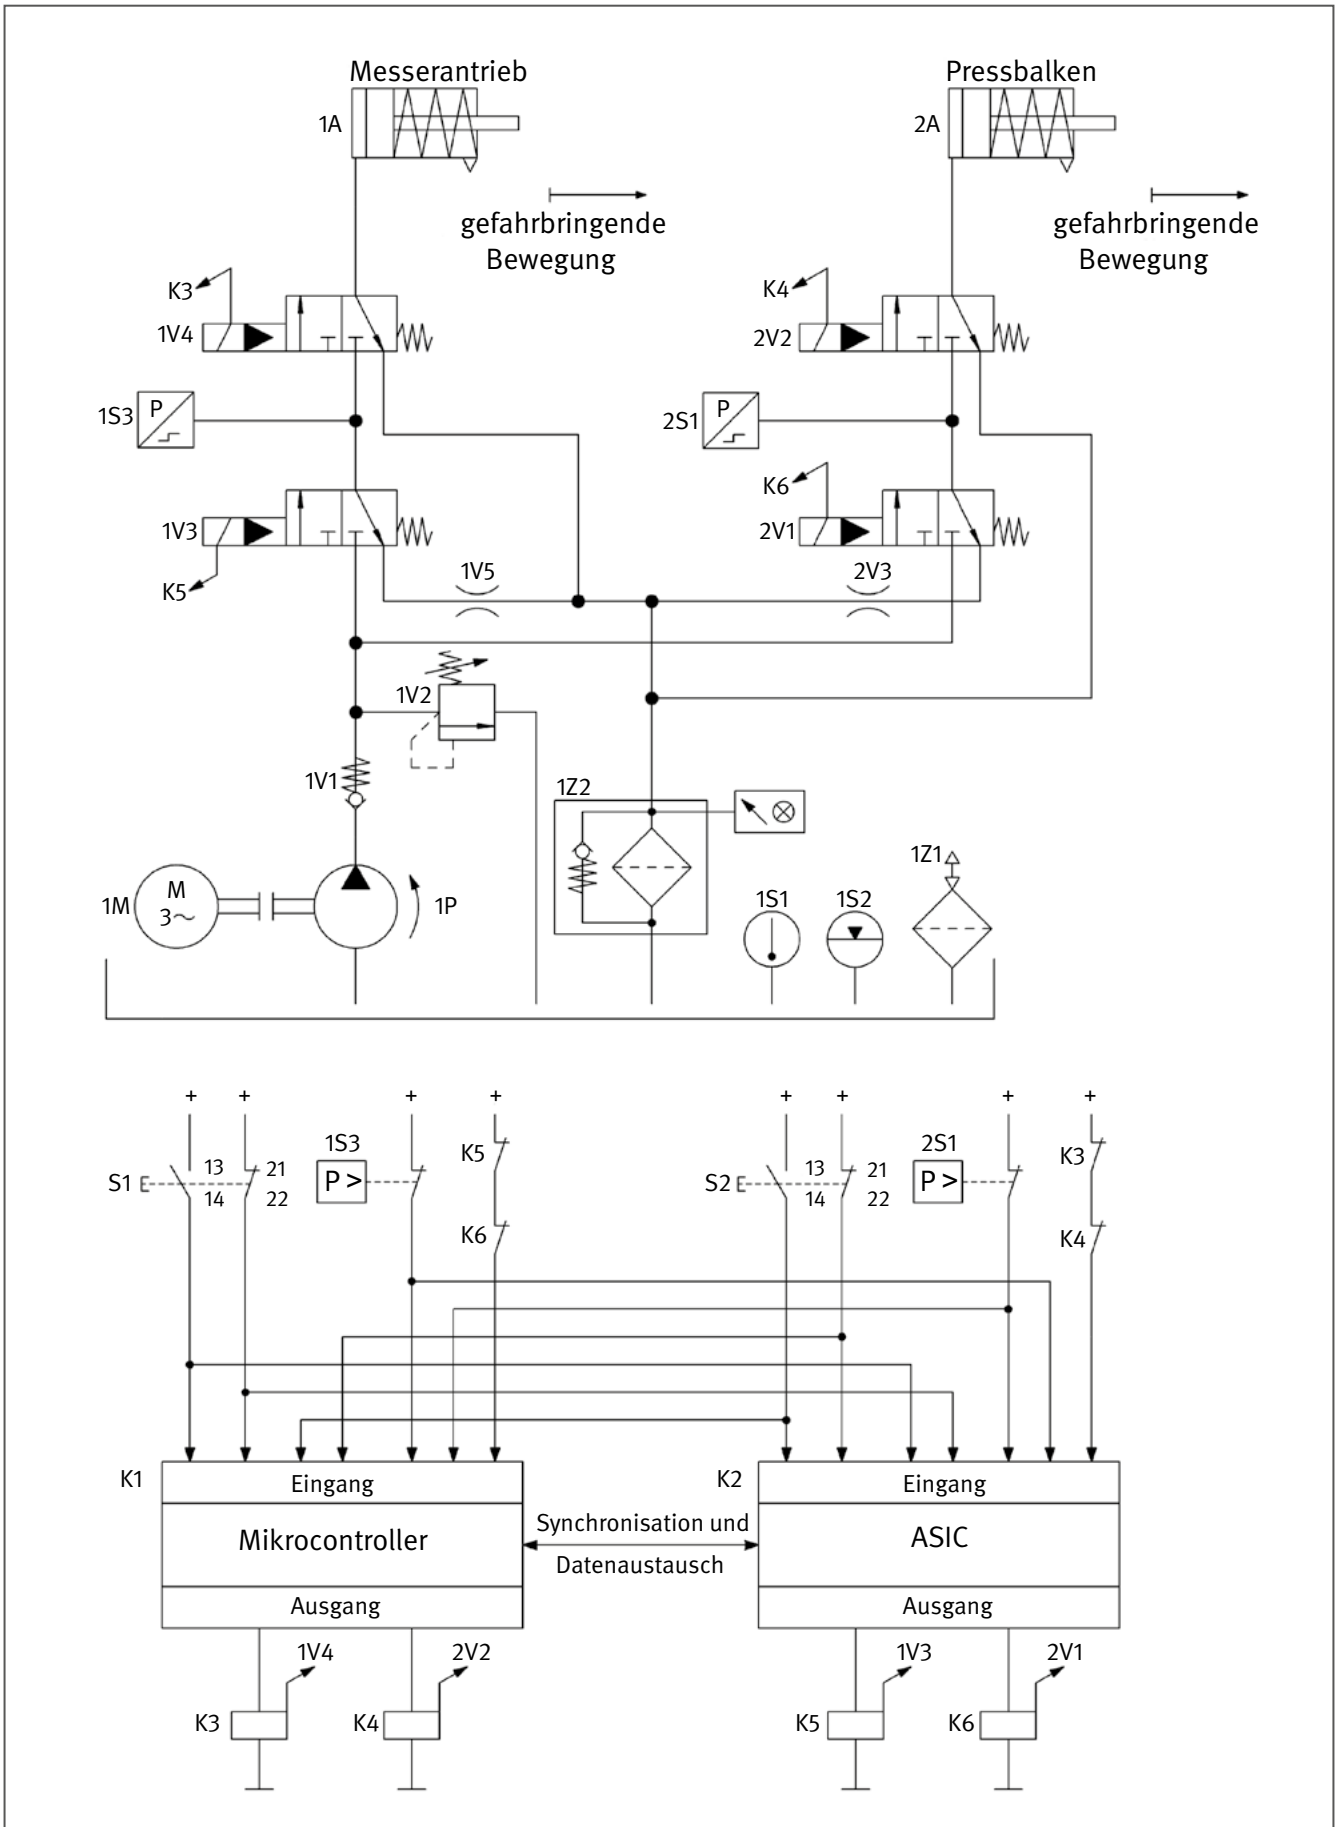 Messerantrieb
Pressbalken
1A
2A
gefahrbringende
Bewegung
gefahrbringende
Bewegung
K3
K4
1V4
2V2
1S3
P
2S1
P
K6
1V3
2V1
K5
1V5
2V3
1V2
1V1
1Z2
1Z1
1M
M
3~
1P
1S1
1S2
+
+
+
+
+
+
+
+
S1
13
14
21
22
1S3
P >
K5
K6
S2
13
14
21
22
2S1
P >
K3
K4
K1
Eingang
Mikrocontroller
Ausgang
Synchronisation und
Datenaustausch
K2
Eingang
ASIC
Ausgang
1V4
2V2
1V3
2V1
K3
K4
K5
K6